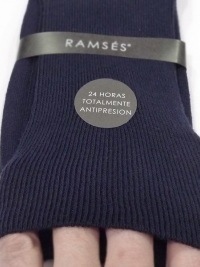 RAMSÉS®
24 HORAS
TOTALMENTE
ANTIPRESION